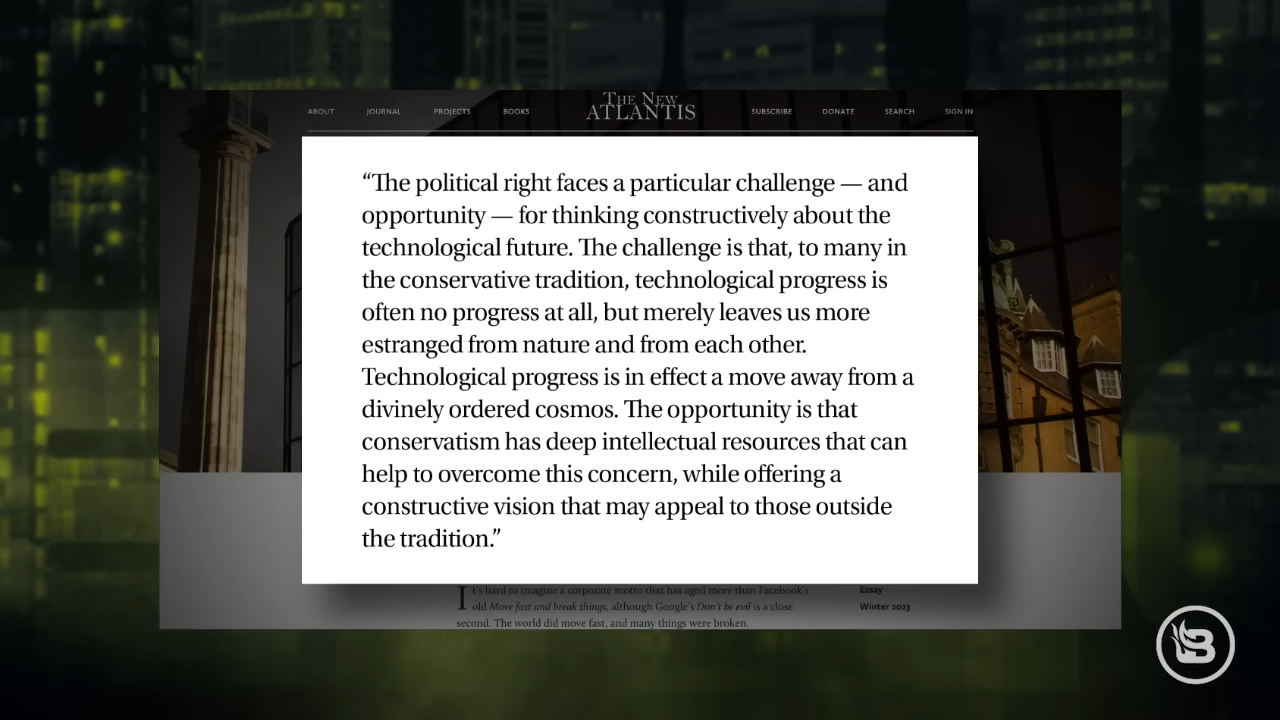 ABOUT JOURNAL PROJECTS BOOKS THE NEW ATLANTIS SUBSCRIBE DONATE SEARCH SIGN IN
“The political right faces a particular challenge — and
opportunity — for thinking constructively about the
technological future. The challenge is that, to many in
the conservative tradition, technological progress is
often no progress at all, but merely leaves us more
estranged from nature and from each other.
Technological progress is in effect a move away from a
divinely ordered cosmos. The opportunity is that
conservatism has deep intellectual resources that can
help to overcome this concern, while offering a
constructive vision that may appeal to those outside
the tradition.”
It's hard to imagine a corporate motto that has aged more than Facebook's
old Move fast and break things, although Google's Don't be evil is a close
second. The world did move fast, and many things were broken.
Essay
Winter 2023
B